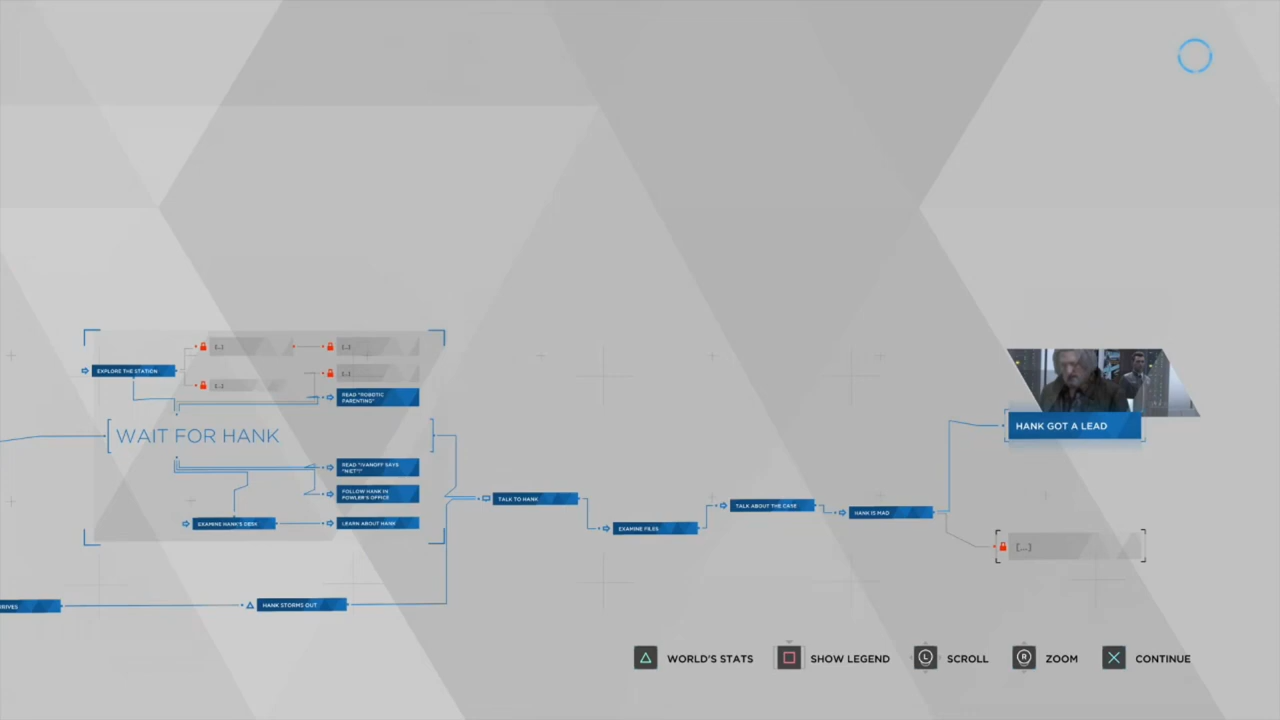 [...]
[...]
EXPLORE THE STATION
[...]
[...]
READ "ROBOTIC
PARENTING"
WAIT FOR HANK
HANK GOT A LEAD
READ "IVANOFF SAYS
"NIET"!"
FOLLOW HANK IN
FOWLER'S OFFICE
TALK TO HANK
TALK ABOUT THE CASE
HANK IS MAD
EXAMINE HANK'S DESK
LEARN ABOUT HANK
EXAMINE FILES
[...]
RIVES
HANK STORMS OUT
WORLD'S STATS
SHOW LEGEND
L
SCROLL
R
ZOOM
CONTINUE